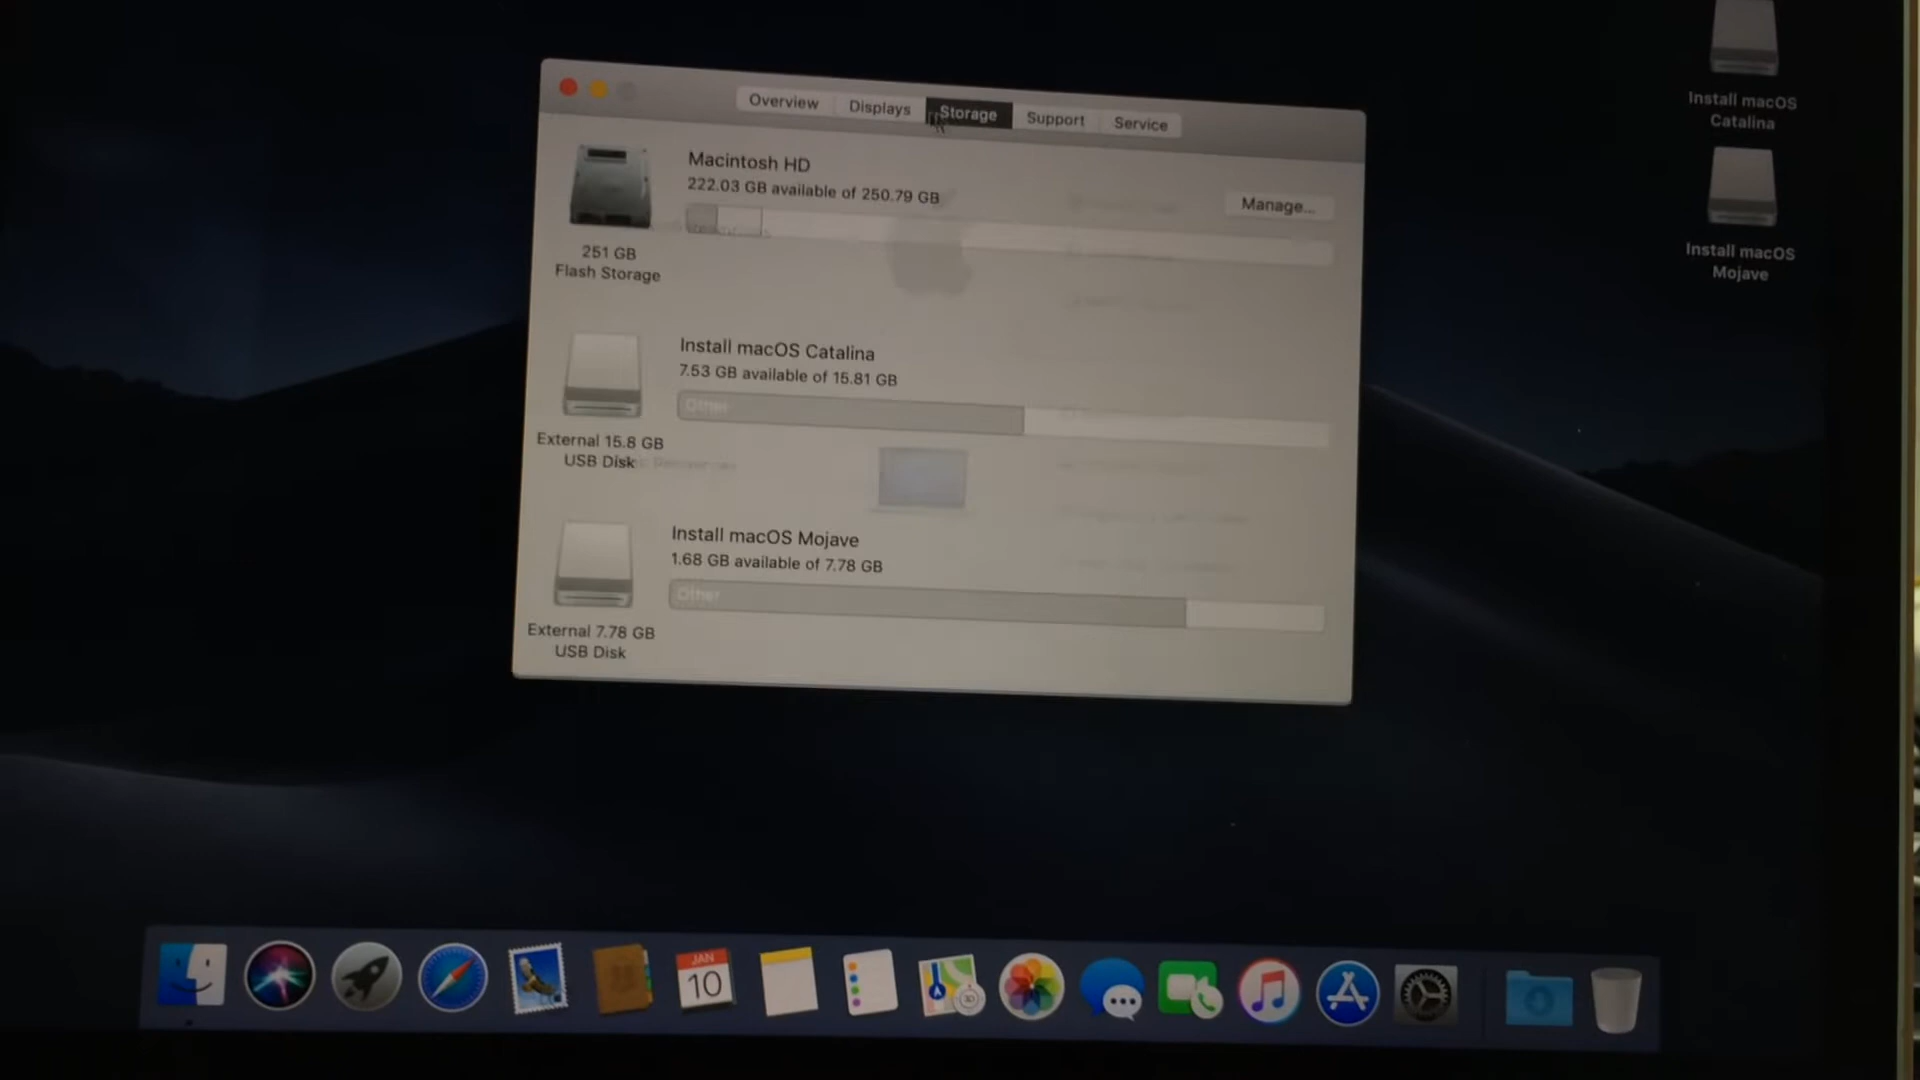 Overview
Displays
Storage
Support
Service
Macintosh HD
222.03 GB available of 250.79 GB
Manage...
251 GB
Flash Storage
Install macOS Catalina
7.53 GB available of 15.81 GB
Other
External 15.8 GB
USB Disk
Install macOS Mojave
1.68 GB available of 7.78 GB
Other
External 7.78 GB
USB Disk
Install macOS
Catalina
Install macOS
Mojave
JAN
10
3D